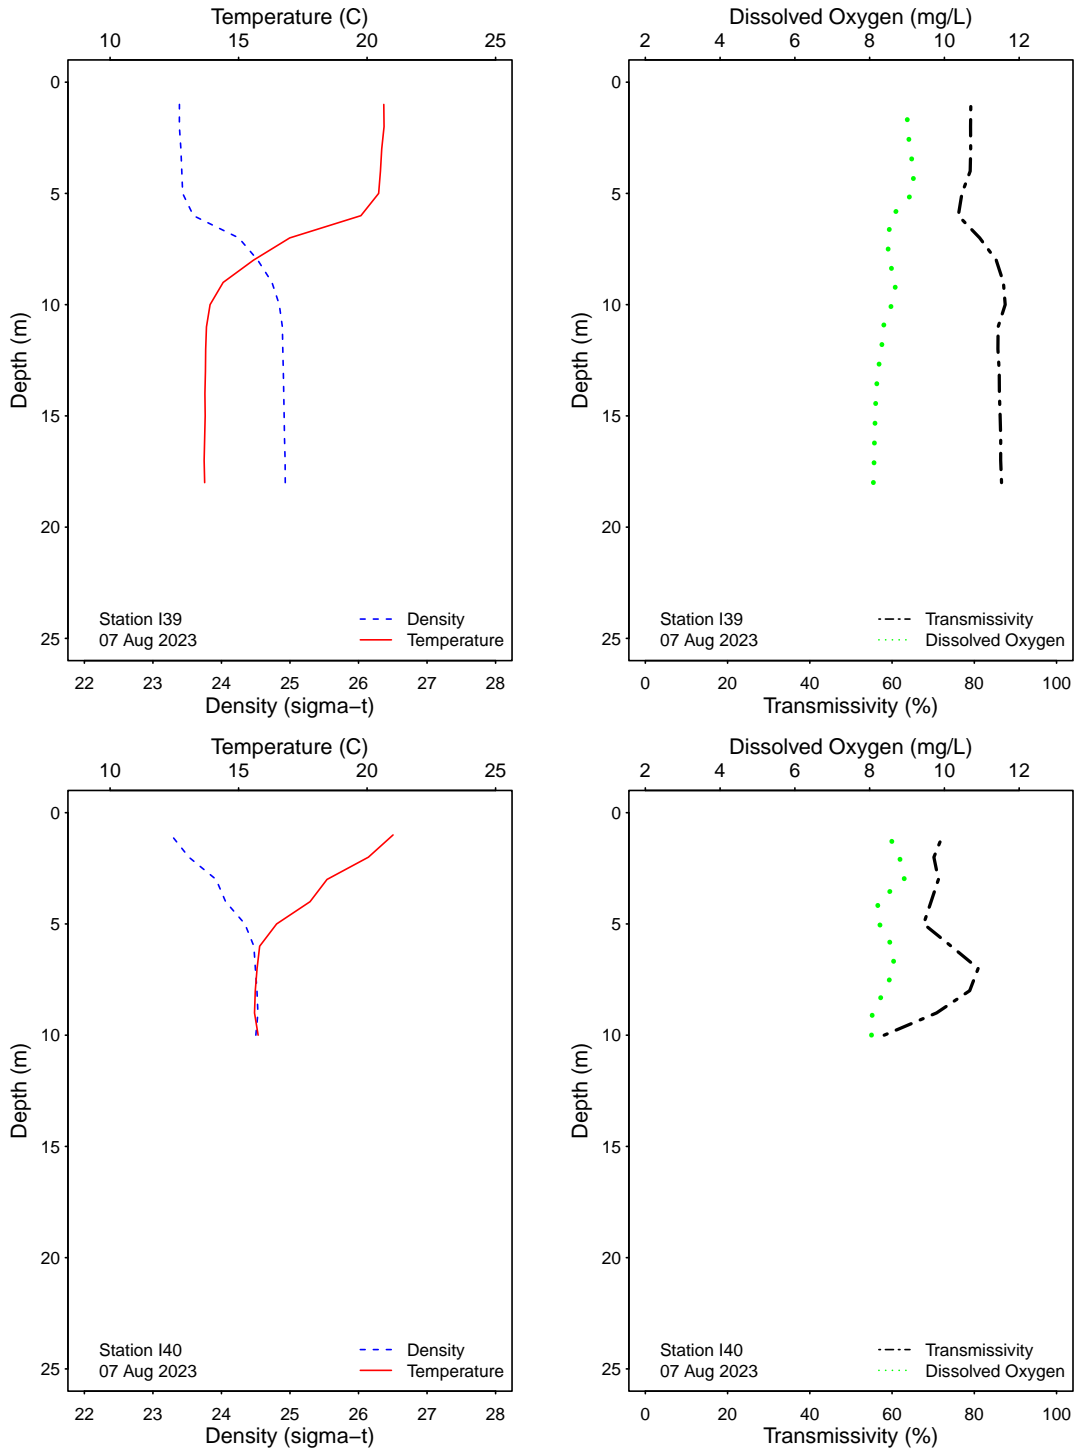 Temperature (C)
10 15 20 25
0
5
10
15
20
25
Depth (m)
Station I39
07 Aug 2023
Density
Temperature
22 23 24 25 26 27 28
Density (sigma−t)
Dissolved Oxygen (mg/L)
2 4 6 8 10 12
0
5
10
15
20
25
Depth (m)
Station I39
07 Aug 2023
Transmissivity
Dissolved Oxygen
0 20 40 60 80 100
Transmissivity (%)
Temperature (C)
10 15 20 25
0
5
10
15
20
25
Depth (m)
Station I40
07 Aug 2023
Density
Temperature
22 23 24 25 26 27 28
Density (sigma−t)
Dissolved Oxygen (mg/L)
2 4 6 8 10 12
0
5
10
15
20
25
Depth (m)
Station I40
07 Aug 2023
Transmissivity
Dissolved Oxygen
0 20 40 60 80 100
Transmissivity (%)